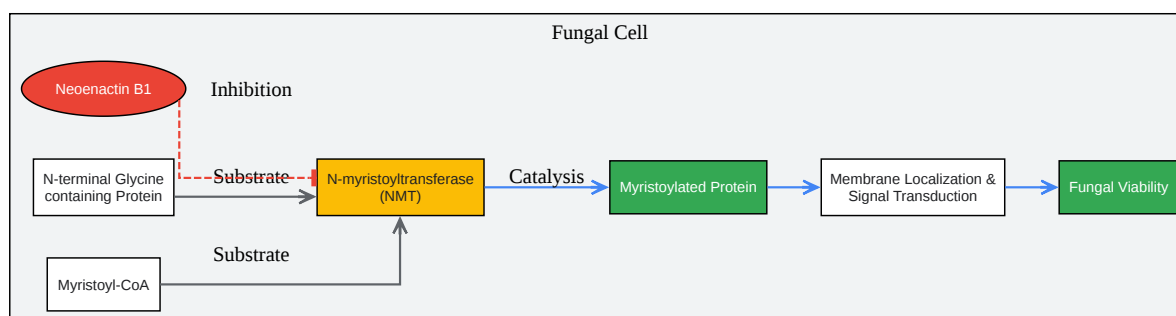 Fungal Cell
Neoenactin B1
Inhibition
N-terminal Glycine
containing Protein
Substrate
N-myristoyltransferase
(NMT)
Catalysis
Myristoylated Protein
Membrane Localization &
Signal Transduction
Fungal Viability
Substrate
Myristoyl-CoA